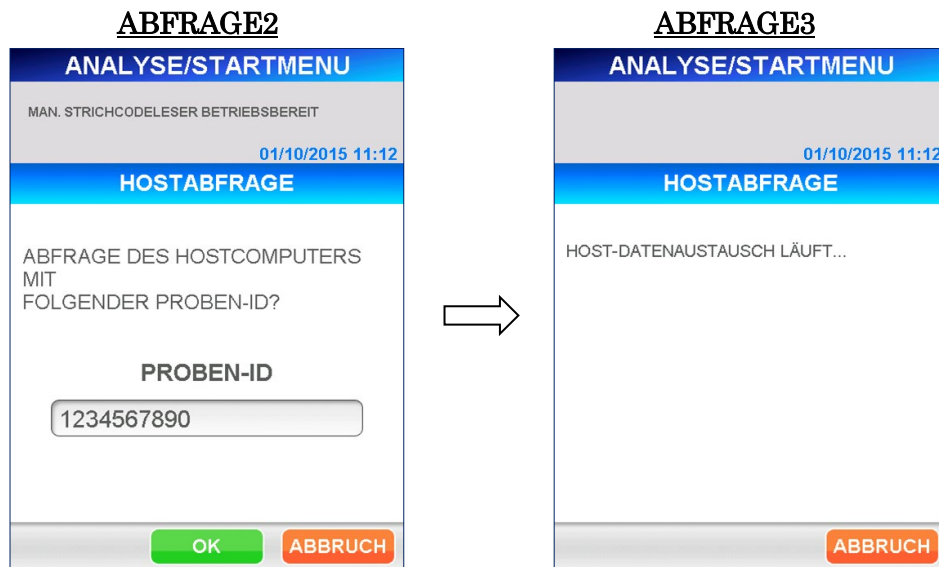 ABFRAGE2
ANALYSE/STARTMENU
MAN. STRICHCODELESER BETRIEBSBEREIT
01/10/2015 11:12
HOSTABFRAGE
ABFRAGE DES HOSTCOMPUTERS
MIT
FOLGENDER PROBEN-ID?
PROBEN-ID
1234567890
OK
ABBRUCH
ABFRAGE3
ANALYSE/STARTMENU
01/10/2015 11:12
HOSTABFRAGE
HOST-DATENAUSTAUSCH LÄUFT...
ABBRUCH